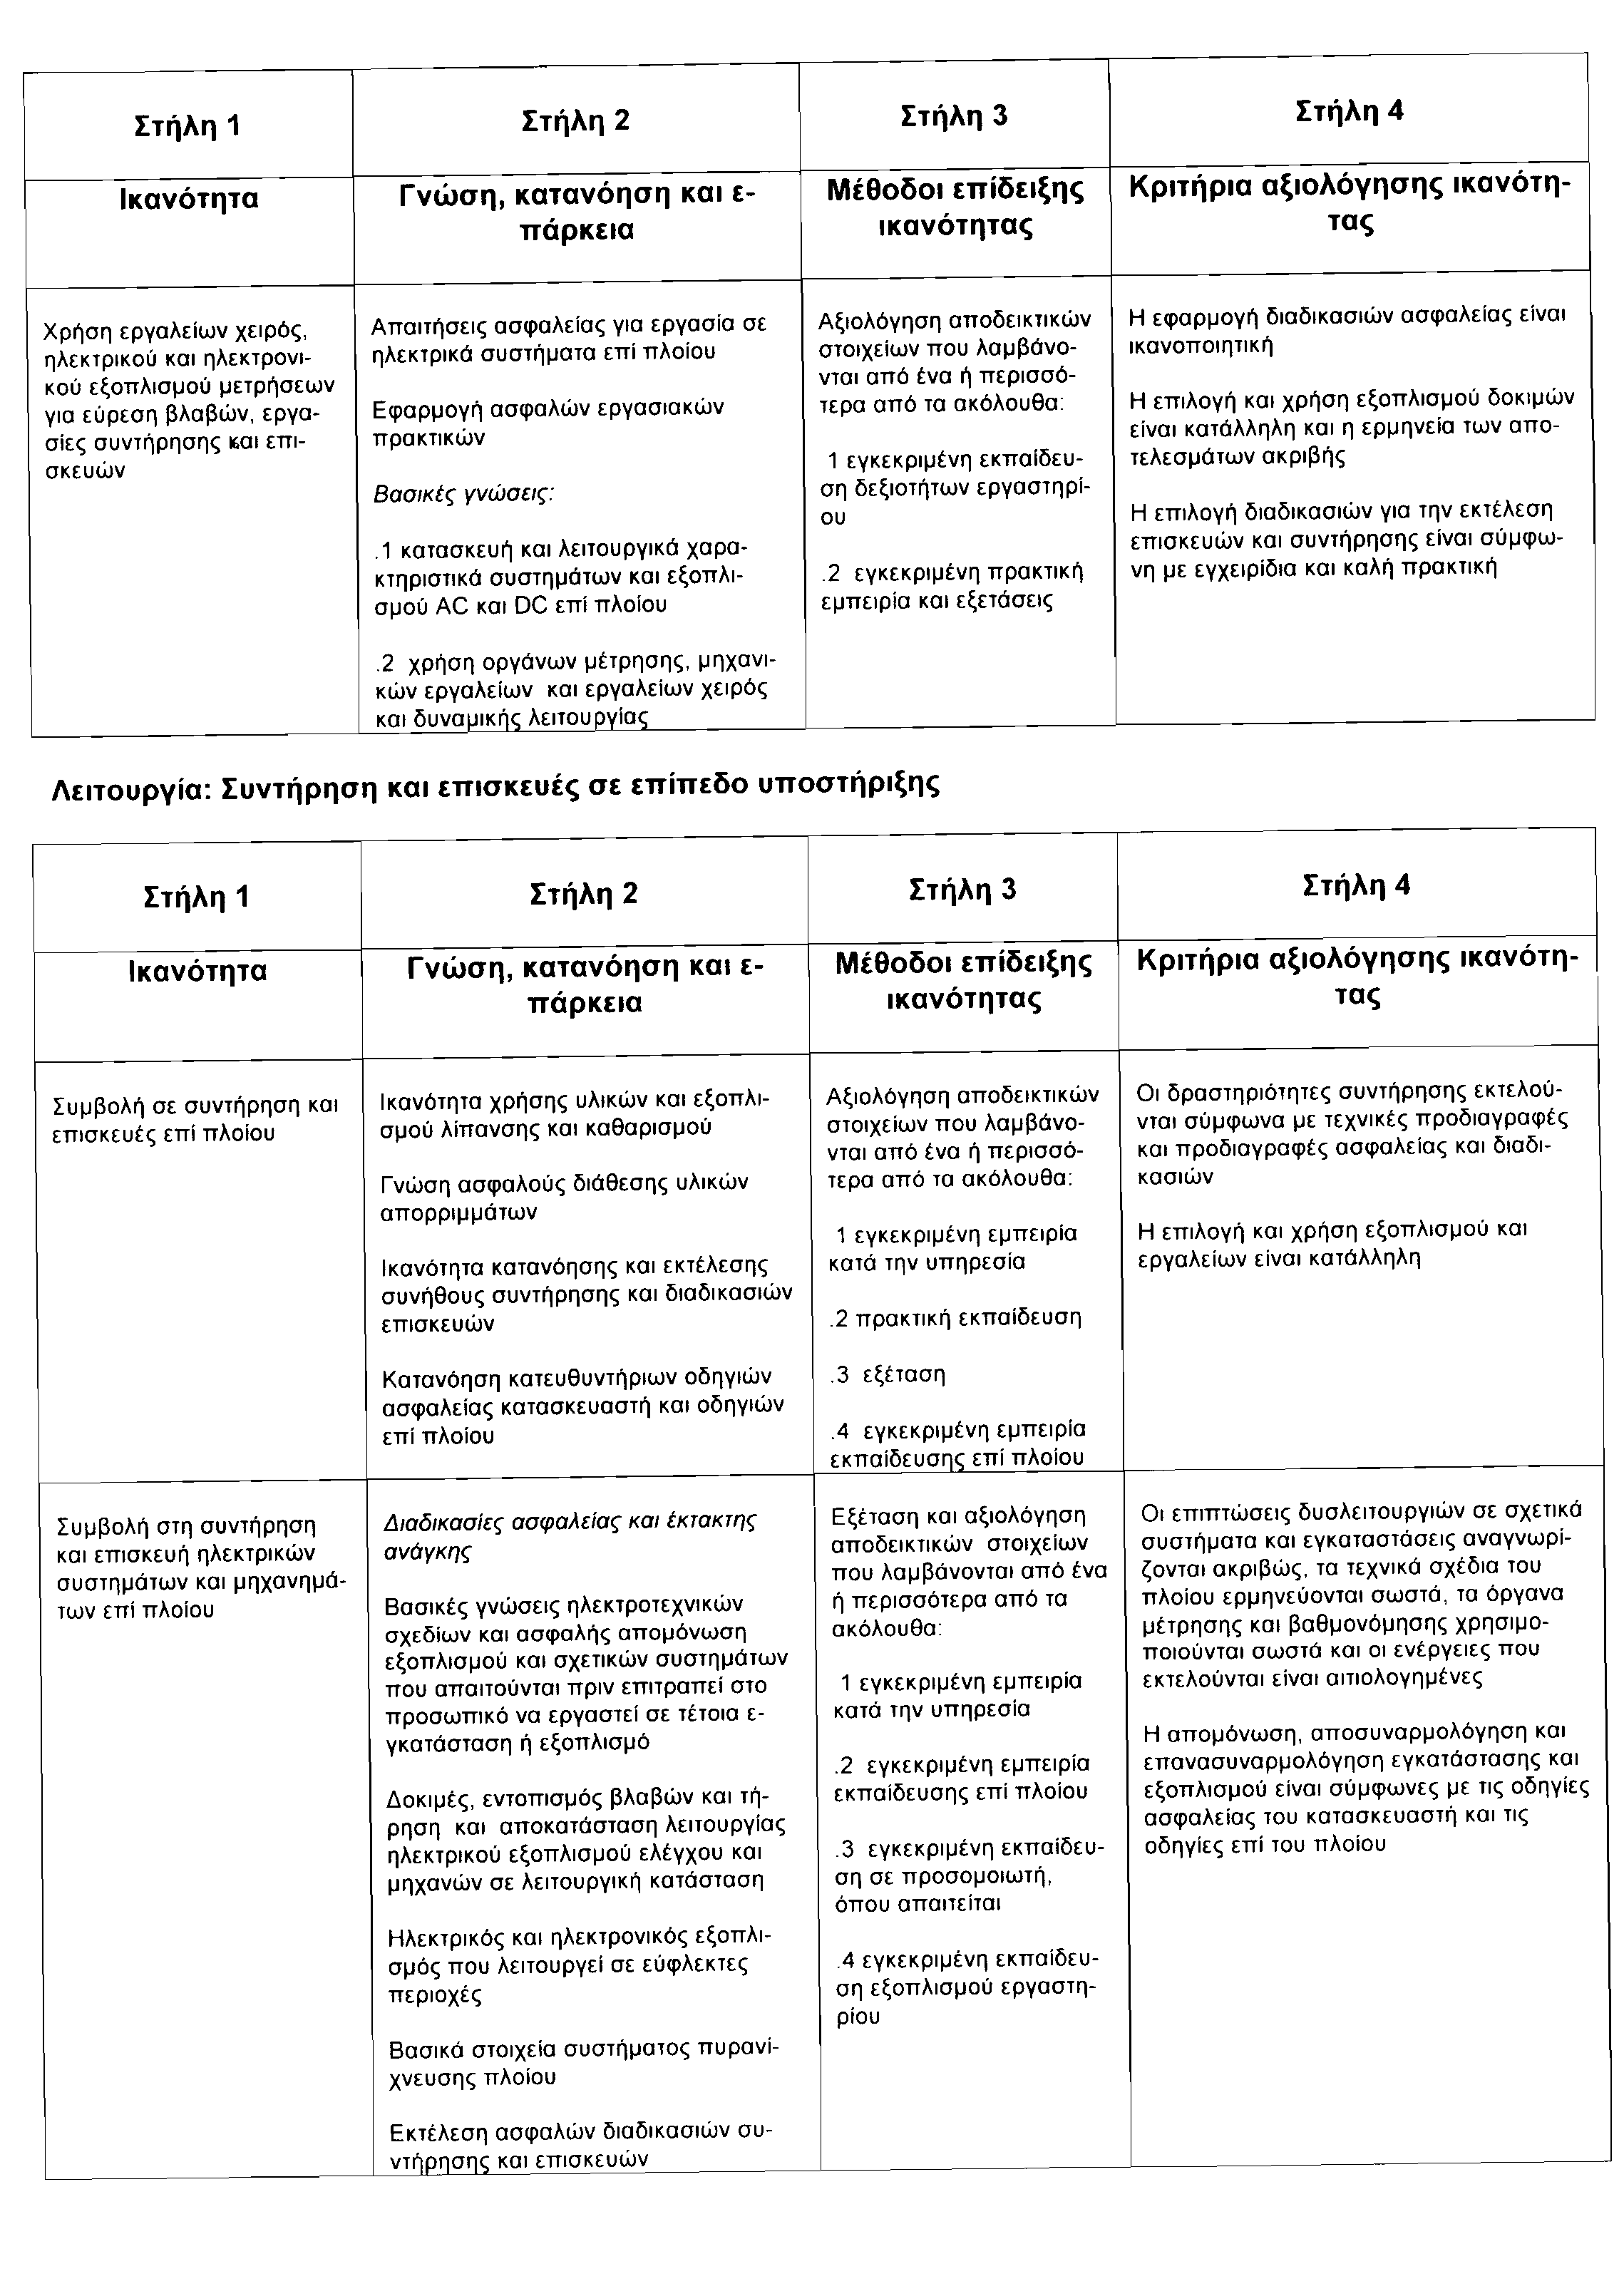 Στήλη 1
Στήλη 2
Στήλη 3
Στήλη 4
Ικανότητα
Γνώση, κατανόηση και ε-
πάρκεια
Μέθοδοι επίδειξης
ικανότητας
Κριτήρια αξιολόγησης ικανότη-
τας
Χρήση εργαλείων χειρός,
ηλεκτρικού και ηλεκτρονι-
κού εξοπλισμού μετρήσεων
για εύρεση βλαβών, εργα-
σίες συντήρησης και επι-
σκευών
Απαιτήσεις ασφαλείας για εργασία σε
ηλεκτρικά συστήματα επί πλοίου
Εφαρμογή ασφαλών εργασιακών
πρακτικών
Βασικές γνώσεις:
.1 κατασκευή και λειτουργικά χαρα-
κτηριστικά συστημάτων και εξοπλι-
σμού AC και DC επί πλοίου
.2 χρήση οργάνων μέτρησης, μηχανι-
κών εργαλείων και εργαλείων χειρός
και δυναμικής λειτουργίας
Αξιολόγηση αποδεικτικών
στοιχείων που λαμβάνο-
νται από ένα ή περισσό-
τερα από τα ακόλουθα:
1 εγκεκριμένη εκπαίδευ-
ση δεξιοτήτων εργαστηρί-
ου
.2 εγκεκριμένη πρακτική
εμπειρία και εξετάσεις
Η εφαρμογή διαδικασιών ασφαλείας είναι
ικανοποιητική
Η επιλογή και χρήση εξοπλισμού δοκιμών
είναι κατάλληλη και η ερμηνεία των απο-
τελεσμάτων ακριβής
Η επιλογή διαδικασιών για την εκτέλεση
επισκευών και συντήρησης είναι σύμφω-
νη με εγχειρίδια και καλή πρακτική
Λειτουργία: Συντήρηση και επισκευές σε επίπεδο υποστήριξης
Στήλη 1
Στήλη 2
Στήλη 3
Στήλη 4
Ικανότητα
Γνώση, κατανόηση και ε-
πάρκεια
Μέθοδοι επίδειξης
ικανότητας
Κριτήρια αξιολόγησης ικανότη-
τας
Συμβολή σε συντήρηση και
επισκευές επί πλοίου
Ικανότητα χρήσης υλικών και εξοπλι-
σμού λίπανσης και καθαρισμού
Γνώση ασφαλούς διάθεσης υλικών
απορριμμάτων
Ικανότητα κατανόησης και εκτέλεσης
συνήθους συντήρησης και διαδικασιών
επισκευών
Κατανόηση κατευθυντήριων οδηγιών
ασφαλείας κατασκευαστή και οδηγιών
επί πλοίου
Αξιολόγηση αποδεικτικών
στοιχείων που λαμβάνο-
νται από ένα ή περισσό-
τερα από τα ακόλουθα:
1 εγκεκριμένη εμπειρία
κατά την υπηρεσία
.2 πρακτική εκπαίδευση
.3 εξέταση
.4 εγκεκριμένη εμπειρία
εκπαίδευσης επί πλοίου
Οι δραστηριότητες συντήρησης εκτελού-
νται σύμφωνα με τεχνικές προδιαγραφές
και προδιαγραφές ασφαλείας και διαδι-
κασιών
Η επιλογή και χρήση εξοπλισμού και
εργαλείων είναι κατάλληλη
Συμβολή στη συντήρηση
και επισκευή ηλεκτρικών
συστημάτων και μηχανημά-
των επί πλοίου
Διαδικασίες ασφαλείας και έκτακτης
ανάγκης
Βασικές γνώσεις ηλεκτροτεχνικών
σχεδίων και ασφαλής απομόνωση
εξοπλισμού και σχετικών συστημάτων
που απαιτούνται πριν επιτραπεί στο
προσωπικό να εργαστεί σε τέτοια ε-
γκατάσταση ή εξοπλισμό
Δοκιμές, εντοπισμός βλαβών και τή-
ρηση και αποκατάσταση λειτουργίας
ηλεκτρικού εξοπλισμού ελέγχου και
μηχανών σε λειτουργική κατάσταση
Ηλεκτρικός και ηλεκτρονικός εξοπλι-
σμός που λειτουργεί σε εύφλεκτες
περιοχές
Βασικά στοιχεία συστήματος πυρανί-
χνευσης πλοίου
Εκτέλεση ασφαλών διαδικασιών συ-
ντήρησης και επισκευών
Εξέταση και αξιολόγηση
αποδεικτικών στοιχείων
που λαμβάνονται από ένα
ή περισσότερα από τα
ακόλουθα:
1 εγκεκριμένη εμπειρία
κατά την υπηρεσία
.2 εγκεκριμένη εμπειρία
εκπαίδευσης επί πλοίου
.3 εγκεκριμένη εκπαίδευ-
ση σε προσομοιωτή,
όπου απαιτείται
.4 εγκεκριμένη εκπαίδευ-
ση εξοπλισμού εργαστη-
ρίου
Οι επιπτώσεις δυσλειτουργιών σε σχετικά
συστήματα και εγκαταστάσεις αναγνωρί-
ζονται ακριβώς, τα τεχνικά σχέδια του
πλοίου ερμηνεύονται σωστά, τα όργανα
μέτρησης και βαθμονόμησης χρησιμο-
ποιούνται σωστά και οι ενέργειες που
εκτελούνται είναι αιτιολογημένες
Η απομόνωση, αποσυναρμολόγηση και
επανασυναρμολόγηση εγκατάστασης και
εξοπλισμού είναι σύμφωνες με τις οδηγίες
ασφαλείας του κατασκευαστή και τις
οδηγίες επί του πλοίου